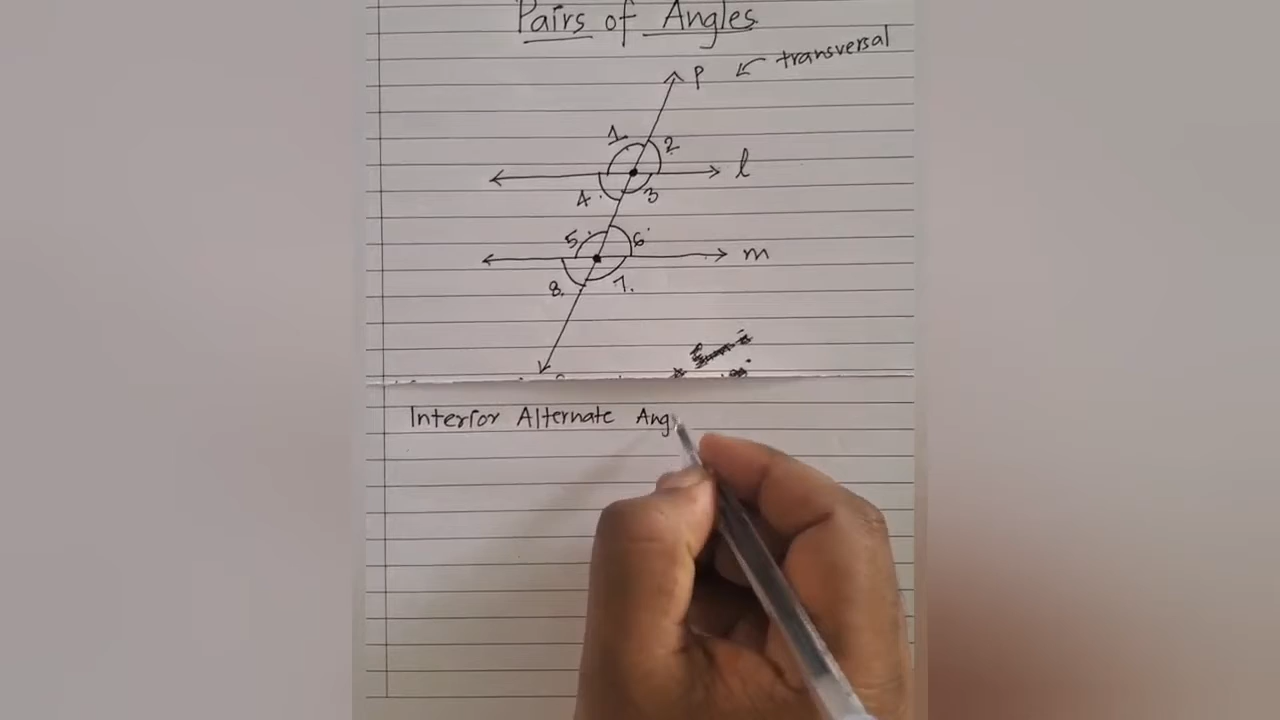 Pairs of Angles
transversal
p
1 2
l
4 3
5 6
m
8. 7.
Interior Alternate Ang